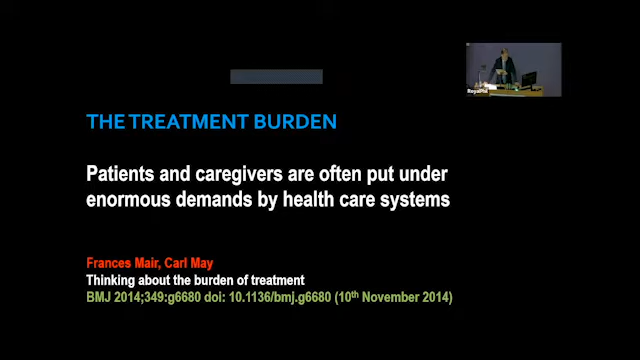 THE TREATMENT BURDEN
Patients and caregivers are often put under
enormous demands by health care systems
Frances Mair, Carl May
Thinking about the burden of treatment
BMJ 2014;349:g6680 doi: 10.1136/bmj.g6680 (10th November 2014)